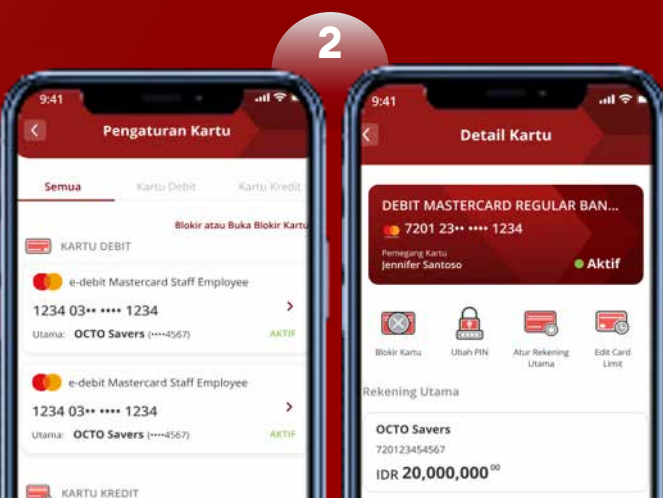 2
9:41
Pengaturan Kartu
Semua
Kartu Debit
Kartu Kredit
Blokir atau Buka Blokir Kartu
KARTU DEBIT
e-debit Mastercard Staff Employee
1234 03•• •••• 1234
Utama: OCTO Savers (••••4567)
AKTIF
e-debit Mastercard Staff Employee
1234 03•• •••• 1234
Utama: OCTO Savers (••••4567)
AKTIF
KARTU KREDIT
9:41
Detail Kartu
DEBIT MASTERCARD REGULAR BAN...
7201 23•• •••• 1234
Pemegang Kartu
Jennifer Santoso
Aktif
Blokir Kartu
Ubah PIN
Atur Rekening
Utama
Edit Card
Limit
Rekening Utama
OCTO Savers
720123454567
IDR 20,000,000 00